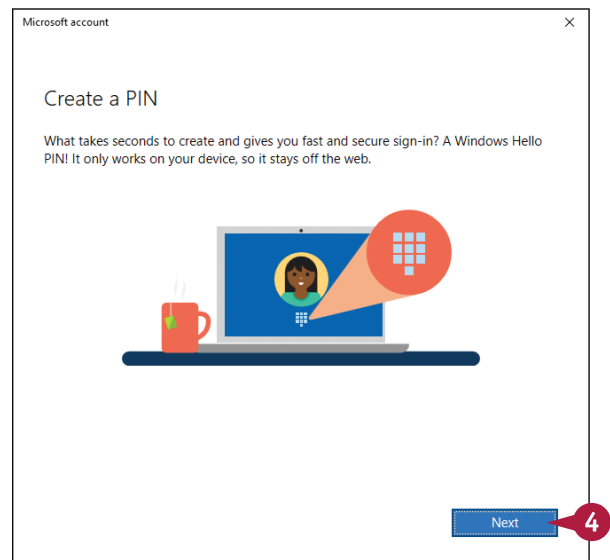 Microsoft account
Create a PIN
What takes seconds to create and gives you fast and secure sign-in? A Windows Hello
PIN! It only works on your device, so it stays off the web.
Next
4